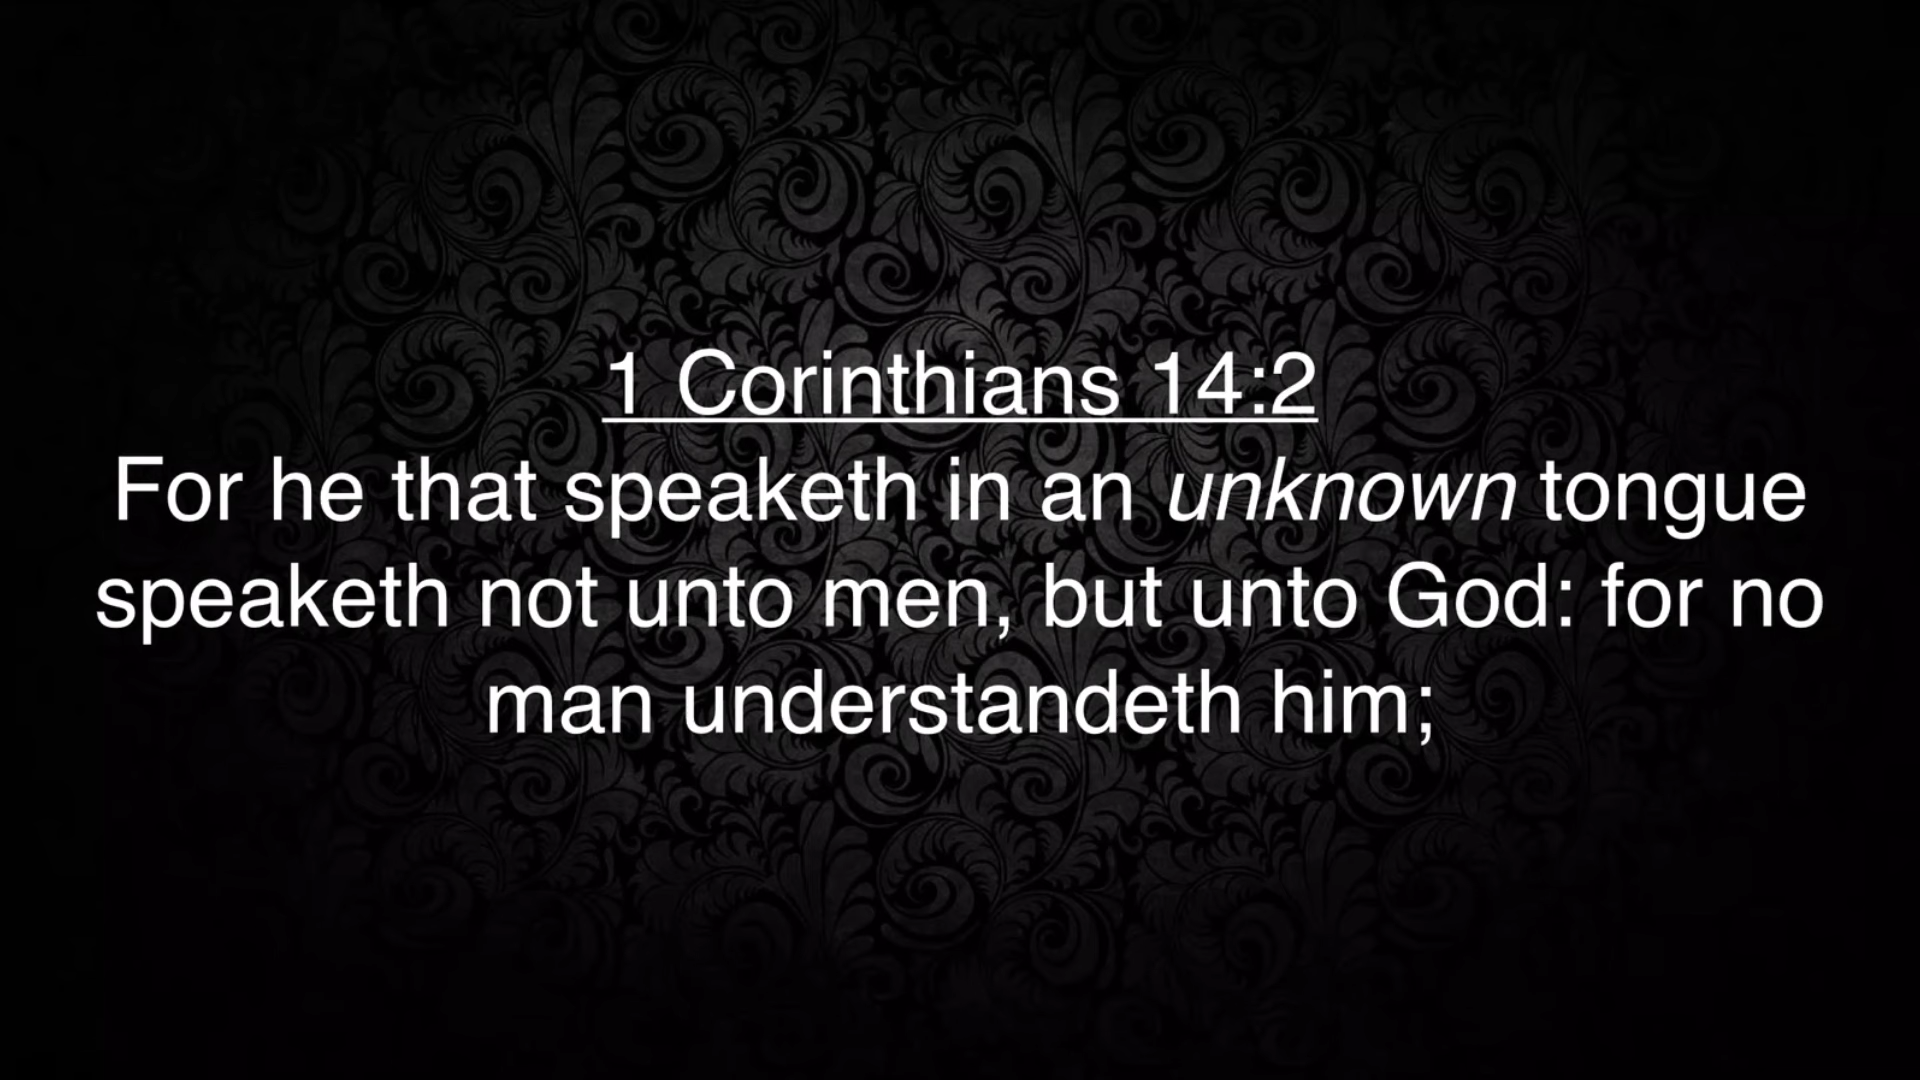 1 Corinthians 14:2
For he that speaketh in an unknown tongue
speaketh not unto men, but unto God: for no
man understandeth him;